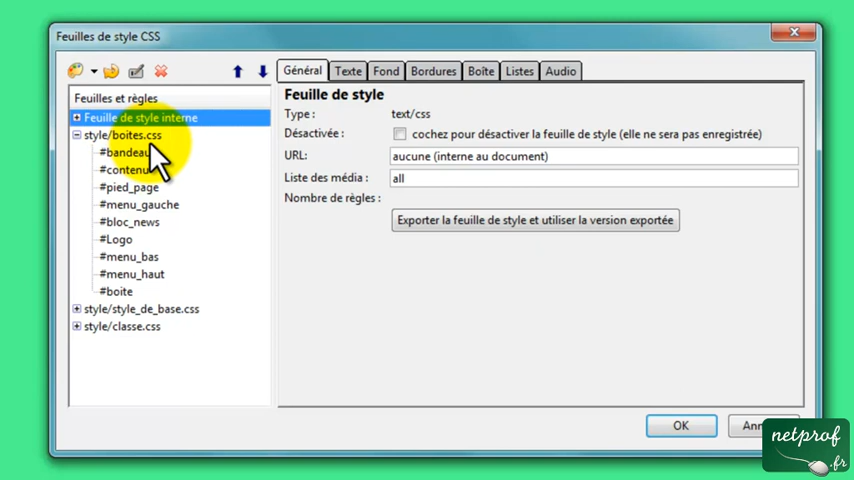 Feuilles de style CSS
Général Texte Fond Bordures Boîte Listes Audio
Feuilles et règles
Feuille de style interne
style/boites.css
#bandeau
#contenu
#pied_page
#menu_gauche
#bloc_news
#Logo
#menu_bas
#menu_haut
#boite
style/style_de_base.css
style/classe.css
Feuille de style
Type : text/css
Désactivée : cochez pour désactiver la feuille de style (elle ne sera pas enregistrée)
URL: aucune (interne au document)
Liste des média : all
Nombre de règles :
Exporter la feuille de style et utiliser la version exportée
OK
netprof
.fr